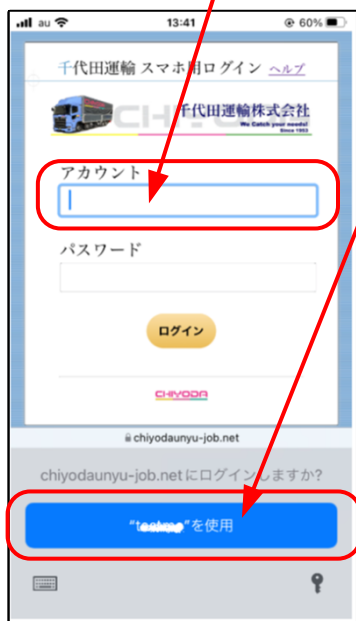 au 13:41 60%
千代田運輸 スマホ用ログイン ヘルプ
千代田運輸株式会社
We Catch your needs!
Since 1952
アカウント
パスワード
ログイン
CHIYODA
chiyodaunyu-job.net
chiyodaunyu-job.netにログインしますか?
"を使用